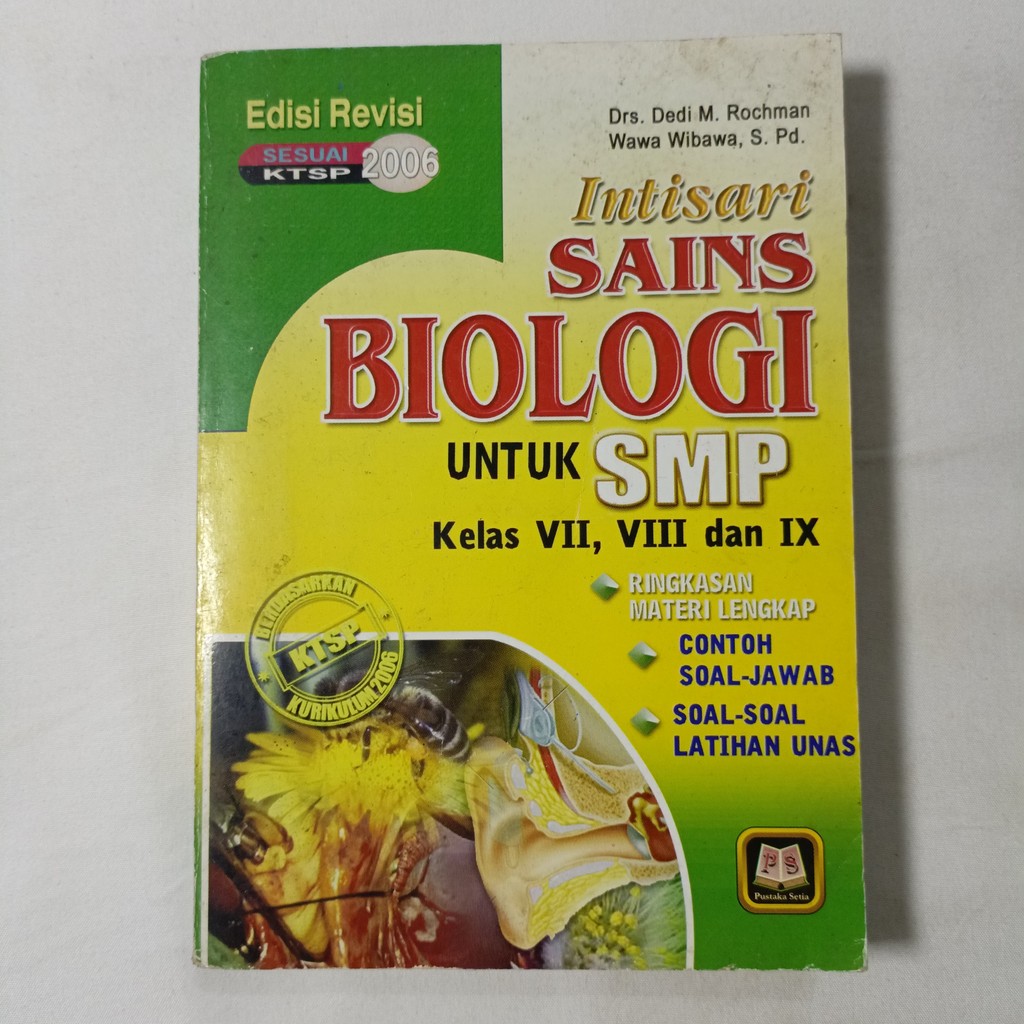 Edisi Revisi
SESUAI
KTSP 2006
Drs. Dedi M. Rochman
Wawa Wibawa, S. Pd.
Intisari
SAINS
BIOLOGI
UNTUK SMP
Kelas VII, VIII dan IX
RINGKASAN
MATERI LENGKAP
CONTOH
SOAL-JAWAB
SOAL-SOAL
LATIHAN UNAS
BERDASARKAN
KTSP
KURIKULUM 2006
PS
Pustaka Setia